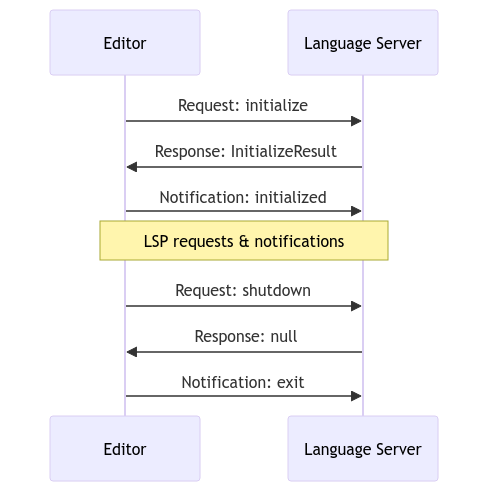 Editor
Language Server
Request: initialize
Response: InitializeResult
Notification: initialized
LSP requests & notifications
Request: shutdown
Response: null
Notification: exit
Editor
Language Server